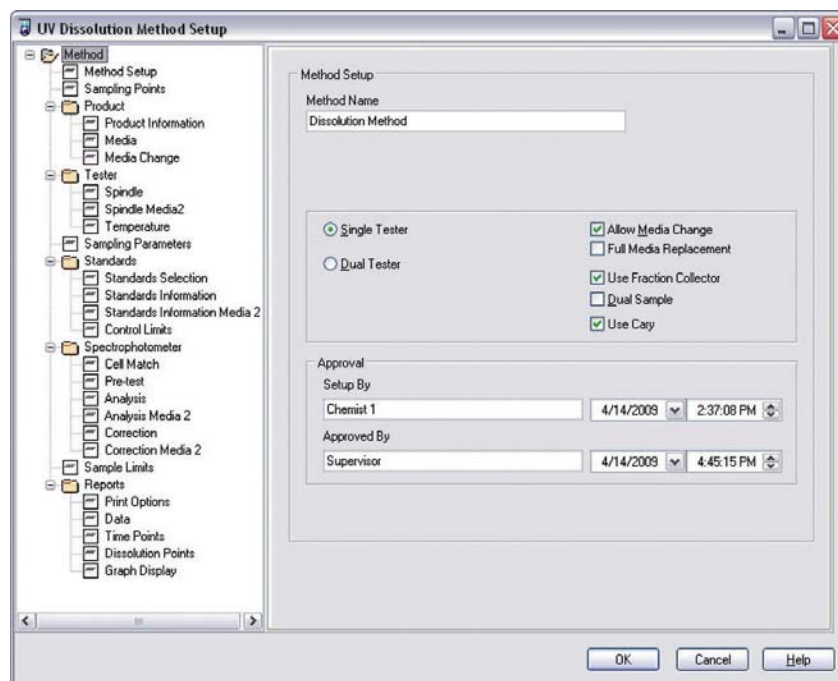 UV Dissolution Method Setup
Method
Method Setup
Sampling Points
Product
Product Information
Media
Media Change
Tester
Spindle
Spindle Media2
Temperature
Sampling Parameters
Standards
Standards Selection
Standards Information
Standards Information Media 2
Control Limits
Spectrophotometer
Cell Match
Pre-test
Analysis
Analysis Media 2
Correction
Correction Media 2
Sample Limits
Reports
Print Options
Data
Time Points
Dissolution Points
Graph Display
Method Setup
Method Name
Dissolution Method
Single Tester
Dual Tester
Allow Media Change
Full Media Replacement
Use Fraction Collector
Dual Sample
Use Cary
Approval
Setup By
Chemist 1 4/14/2009 2:37:08 PM
Approved By
Supervisor 4/14/2009 4:45:15 PM
OK Cancel Help